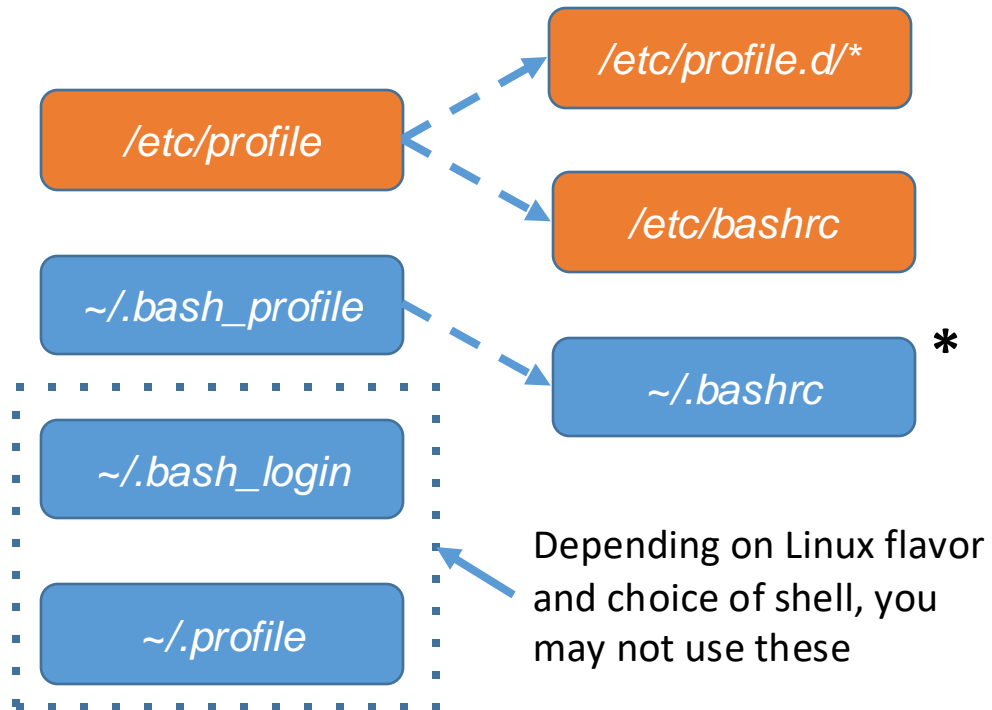 /etc/profile
/etc/profile.d/*
/etc/bashrc
~/.bash_profile
~/.bashrc
*
~/.bash_login
~/.profile
Depending on Linux flavor
and choice of shell, you
may not use these